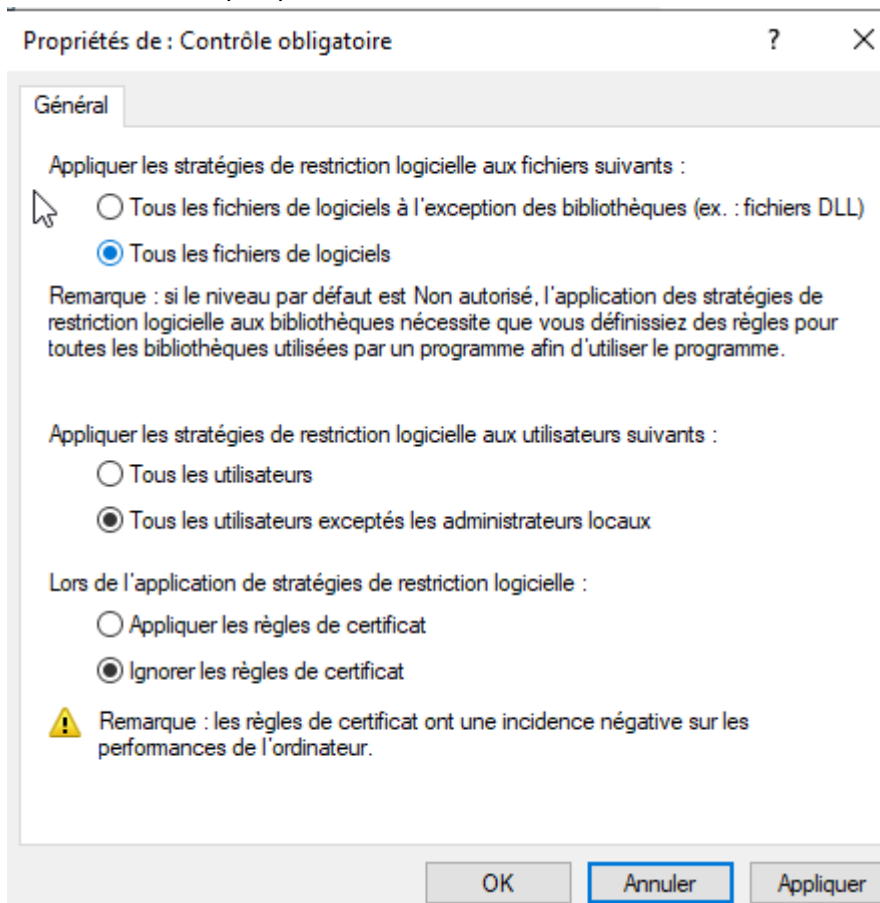 Propriétés de : Contrôle obligatoire ? ×
Général
Appliquer les stratégies de restriction logicielle aux fichiers suivants :
Tous les fichiers de logiciels à l'exception des bibliothèques (ex. : fichiers DLL)
Tous les fichiers de logiciels
Remarque : si le niveau par défaut est Non autorisé, l'application des stratégies de
restriction logicielle aux bibliothèques nécessite que vous définissiez des règles pour
toutes les bibliothèques utilisées par un programme afin d'utiliser le programme.
Appliquer les stratégies de restriction logicielle aux utilisateurs suivants :
Tous les utilisateurs
Tous les utilisateurs exceptés les administrateurs locaux
Lors de l'application de stratégies de restriction logicielle :
Appliquer les règles de certificat
Ignorer les règles de certificat
Remarque : les règles de certificat ont une incidence négative sur les
performances de l'ordinateur.
OK Annuler Appliquer